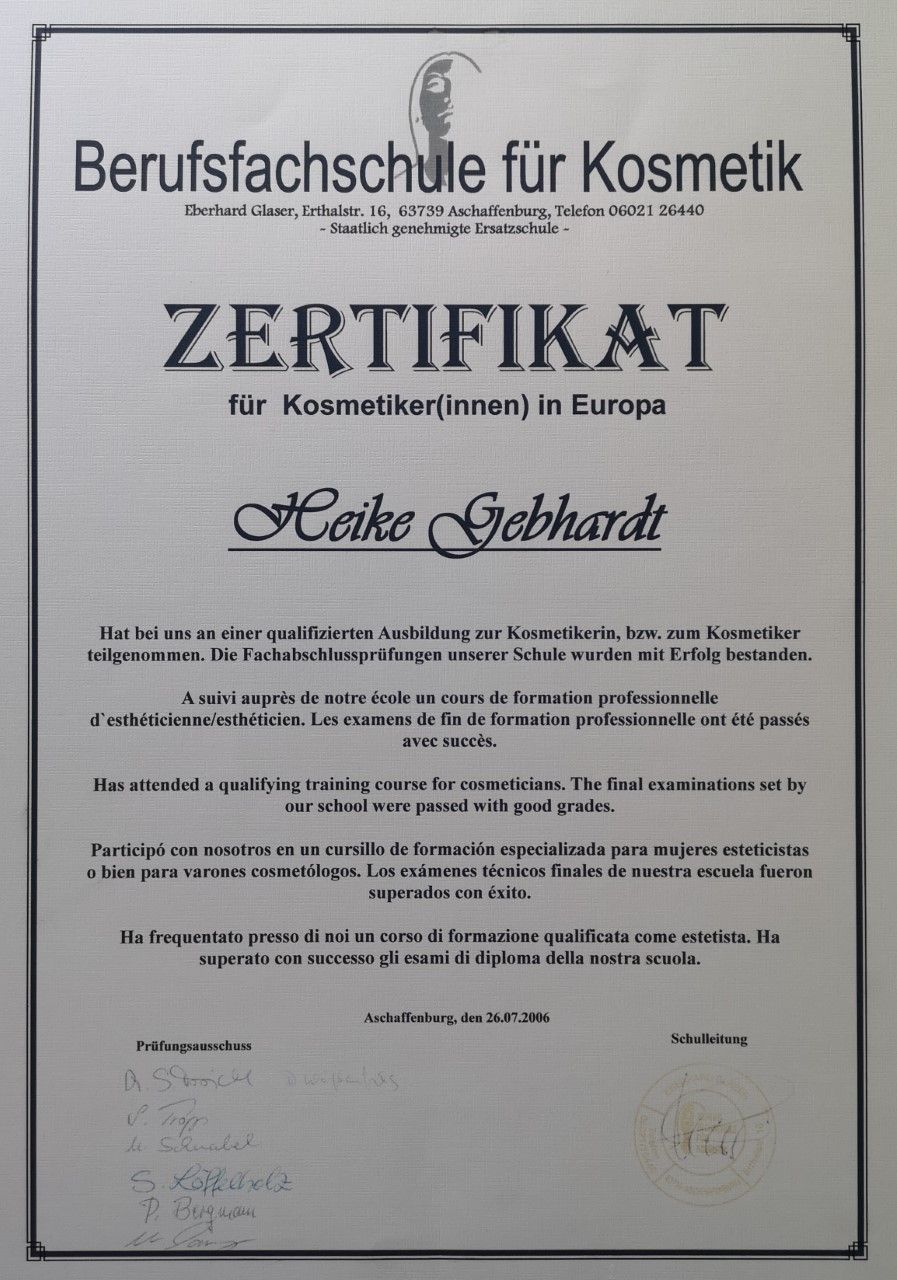 Berufsfachschule für Kosmetik
Eberhard Glaser, Erthalstr. 16, 63739 Aschaffenburg, Telefon 06021 26440
- Staatlich genehmigte Ersatzschule -
ZERTIFIKAT
für Kosmetiker(innen) in Europa
Heike Gebhardt
Hat bei uns an einer qualifizierten Ausbildung zur Kosmetikerin, bzw. zum Kosmetiker
teilgenommen. Die Fachabschlussprüfungen unserer Schule wurden mit Erfolg bestanden.
A suivi auprès de notre école un cours de formation professionnelle
d`esthéticienne/esthéticien. Les examens de fin de formation professionnelle ont été passés
avec succès.
Has attended a qualifying training course for cosmeticians. The final examinations set by
our school were passed with good grades.
Participó con nosotros en un cursillo de formación especializada para mujeres esteticistas
o bien para varones cosmetólogos. Los exámenes técnicos finales de nuestra escuela fueron
superados con éxito.
Ha frequentato presso di noi un corso di formazione qualificata come estetista. Ha
superato con successo gli esami di diploma della nostra scuola.
Aschaffenburg, den 26.07.2006
Prüfungsausschuss
Schulleitung
S. Löffelholz
P. Bergmann